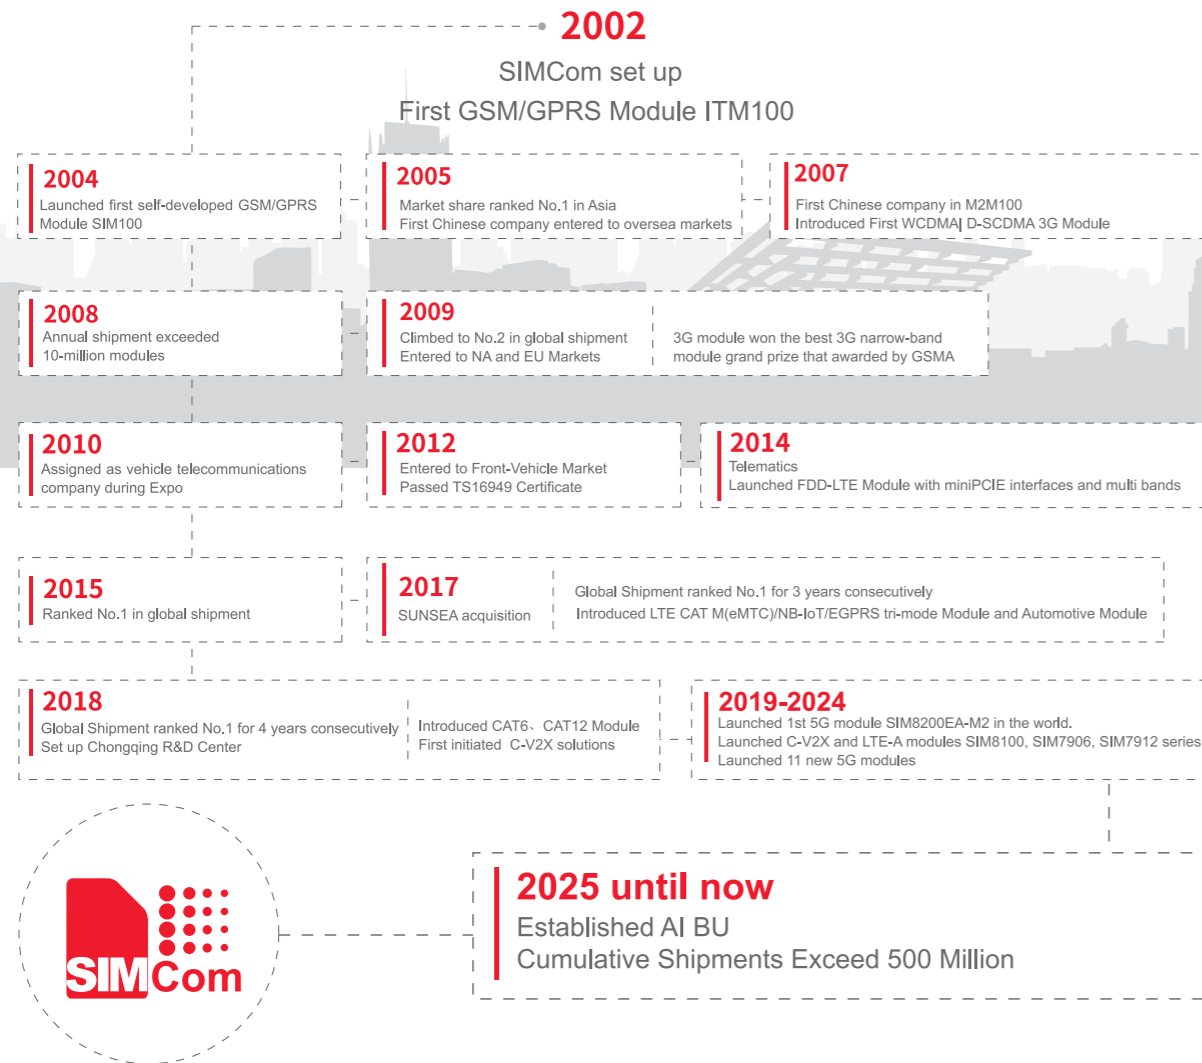 2002
SIMCom set up
First GSM/GPRS Module ITM100
2004
Launched first self-developed GSM/GPRS
Module SIM100
2005
Market share ranked No.1 in Asia
First Chinese company entered to oversea markets
2007
First Chinese company in M2M100
Introduced First WCDMA| D-SCDMA 3G Module
2008
Annual shipment exceeded
10-million modules
2009
Climbed to No.2 in global shipment
Entered to NA and EU Markets
3G module won the best 3G narrow-band
module grand prize that awarded by GSMA
2010
Assigned as vehicle telecommunications
company during Expo
2012
Entered to Front-Vehicle Market
Passed TS16949 Certificate
2014
Telematics
Launched FDD-LTE Module with miniPCIE interfaces and multi bands
2015
Ranked No.1 in global shipment
2017
SUNSEA acquisition
Global Shipment ranked No.1 for 3 years consecutively
Introduced LTE CAT M(eMTC)/NB-IoT/EGPRS tri-mode Module and Automotive Module
2018
Global Shipment ranked No.1 for 4 years consecutively
Set up Chongqing R&D Center
Introduced CAT6、CAT12 Module
First initiated C-V2X solutions
2019-2024
Launched 1st 5G module SIM8200EA-M2 in the world.
Launched C-V2X and LTE-A modules SIM8100, SIM7906, SIM7912 series
Launched 11 new 5G modules
SIMCom
2025 until now
Established AI BU
Cumulative Shipments Exceed 500 Million